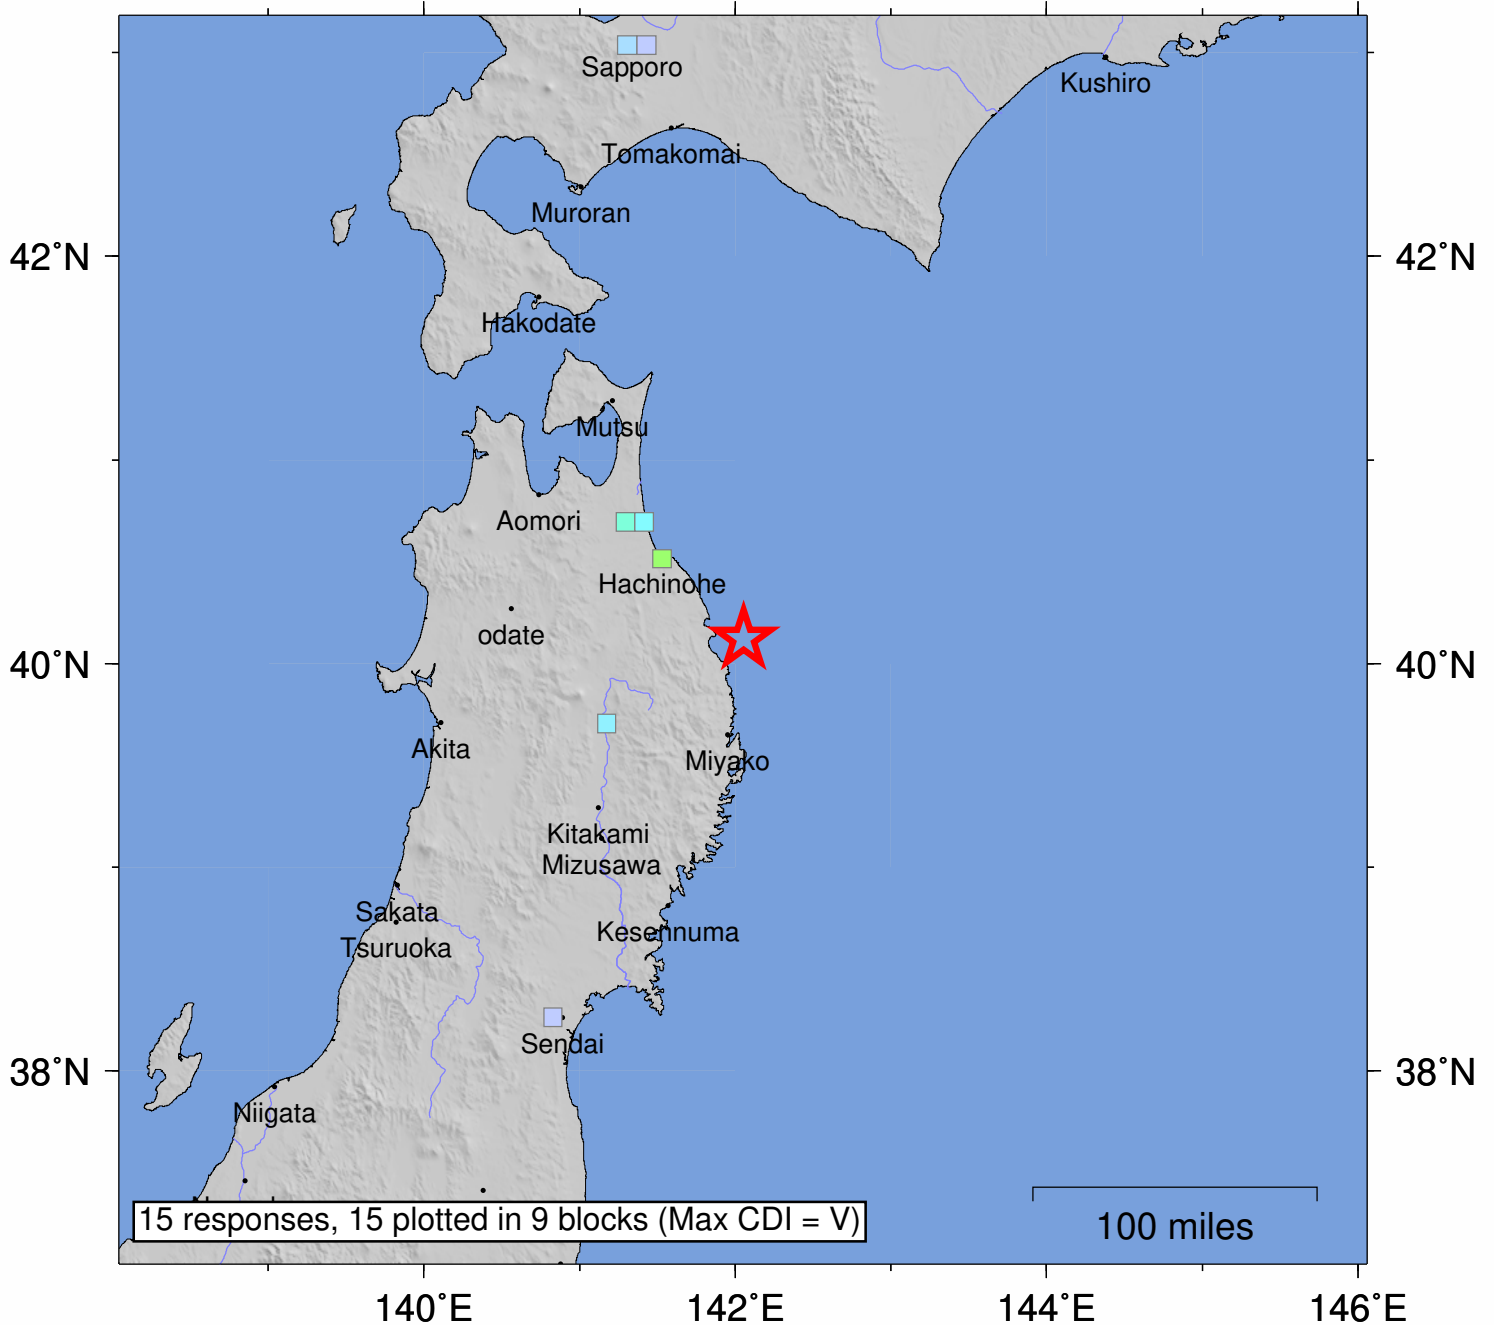 Sapporo
Kushiro
Tomakomai
Muroran
42˚N
42˚N
Hakodate
Mutsu
Aomori
Hachinohe
odate
40˚N
40˚N
Akita
Miyako
Kitakami
Mizusawa
Sakata
Kesennuma
Tsuruoka
Sendai
38˚N
38˚N
Niigata
15 responses, 15 plotted in 9 blocks (Max CDI = V)
100 miles
140˚E
142˚E
144˚E
146˚E